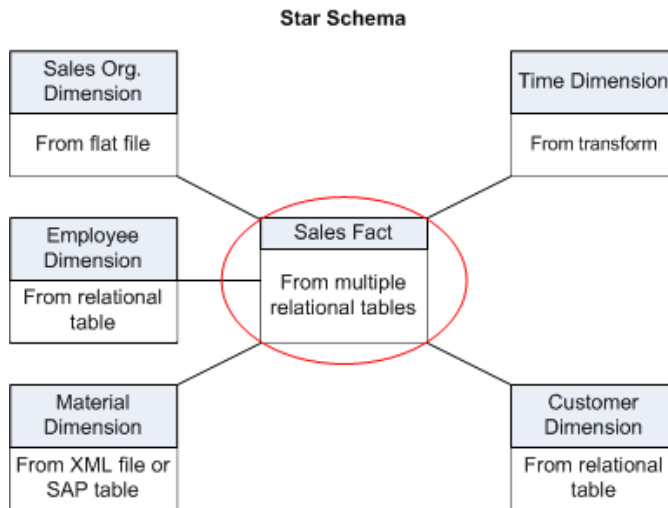 Star Schema
Sales Org.
Dimension
From flat file
Time Dimension
From transform
Employee
Dimension
From relational
table
Sales Fact
From multiple
relational tables
Material
Dimension
From XML file or
SAP table
Customer
Dimension
From relational
table